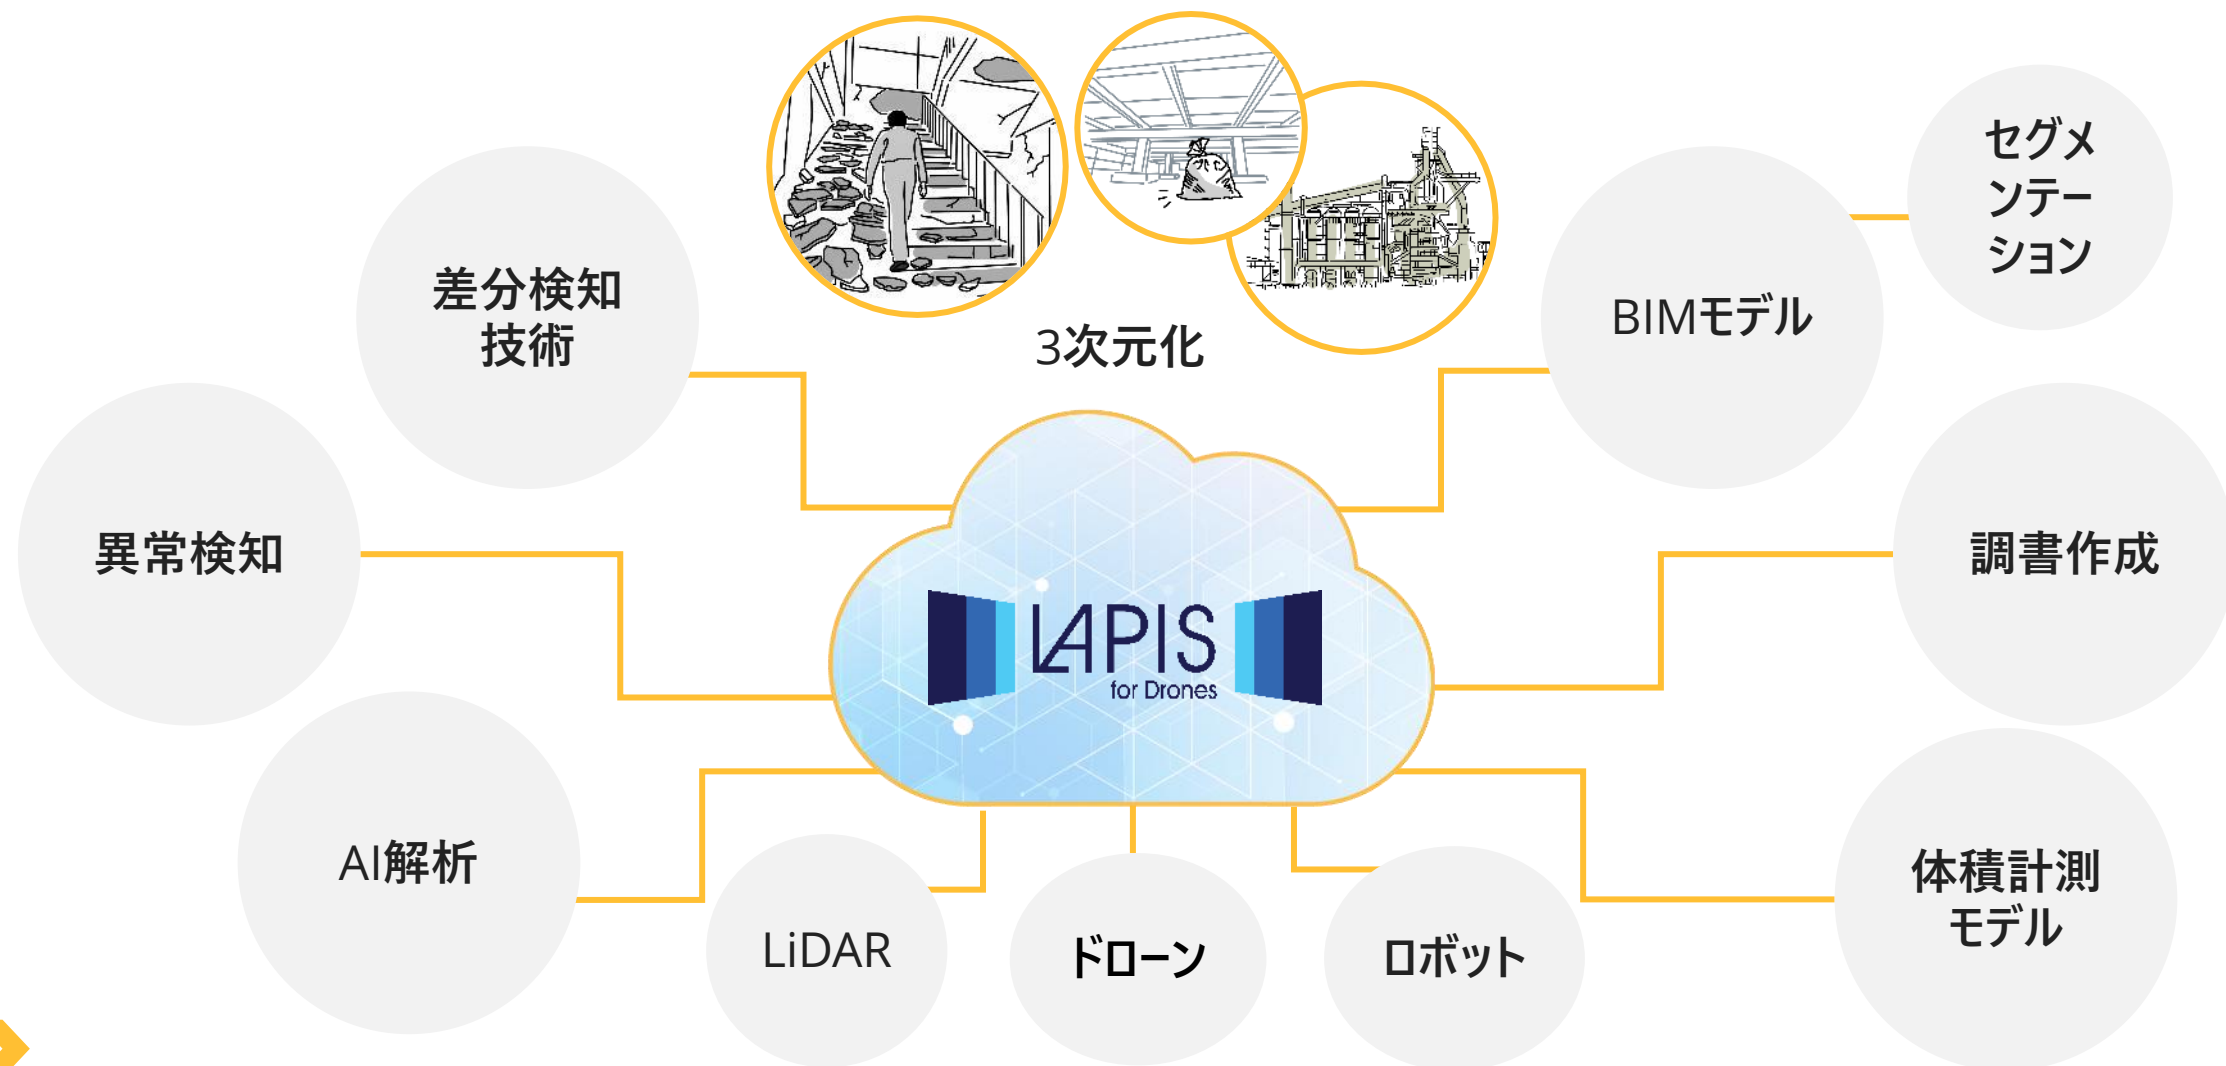 セグメ
ンテー
ション
差分検知
技術
BIMモデル
3次元化
異常検知
調書作成
LAPIS
for Drones
AI解析
体積計測
モデル
LiDAR
ドローン
ロボット